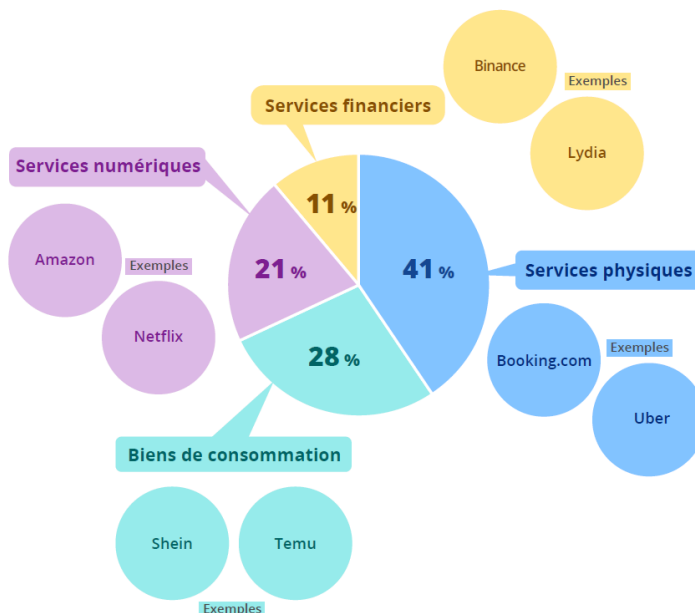 Binance
Exemples
Lydia
Services financiers
11 %
Services numériques
21 %
Amazon
Exemples
Netflix
41 %
Services physiques
Exemples
Booking.com
Uber
28 %
Biens de consommation
Shein
Temu
Exemples